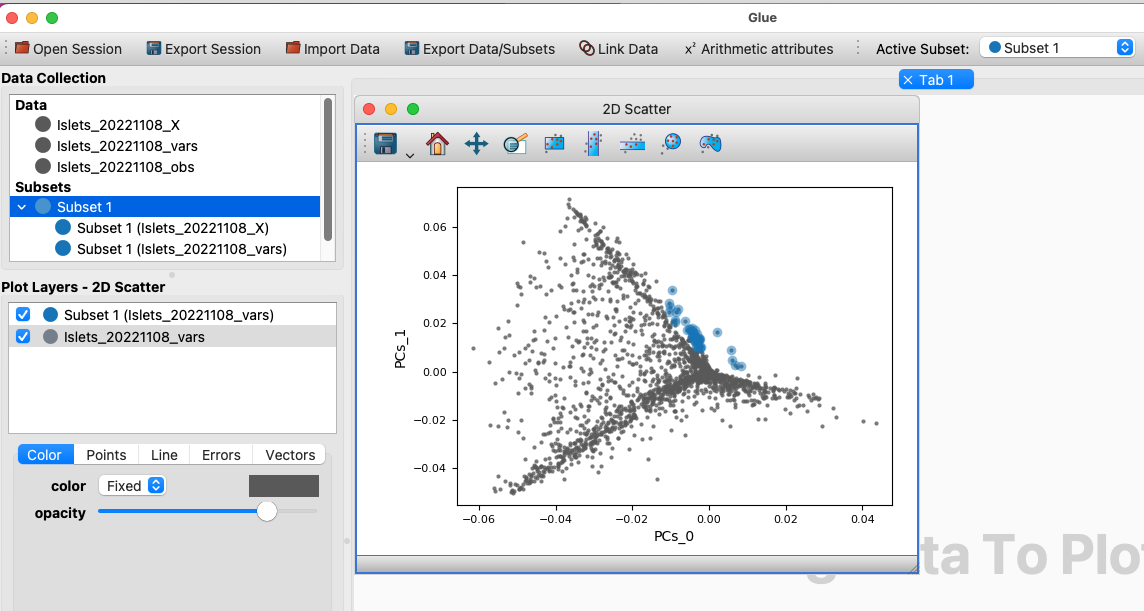 Glue
Open Session Export Session Import Data Export Data/Subsets Link Data x² Arithmetic attributes Active Subset: Subset 1
Data Collection
Tab 1
Data
Islets_20221108_X
Islets_20221108_vars
Islets_20221108_obs
Subsets
Subset 1
Subset 1 (Islets_20221108_X)
Subset 1 (Islets_20221108_vars)
Plot Layers - 2D Scatter
Subset 1 (Islets_20221108_vars)
Islets_20221108_vars
Color Points Line Errors Vectors
color Fixed
opacity
2D Scatter
0.06
0.04
0.02
0.00
−0.02
−0.04
PCs_1
−0.06 −0.04 −0.02 0.00 0.02 0.04
PCs_0
To Plot